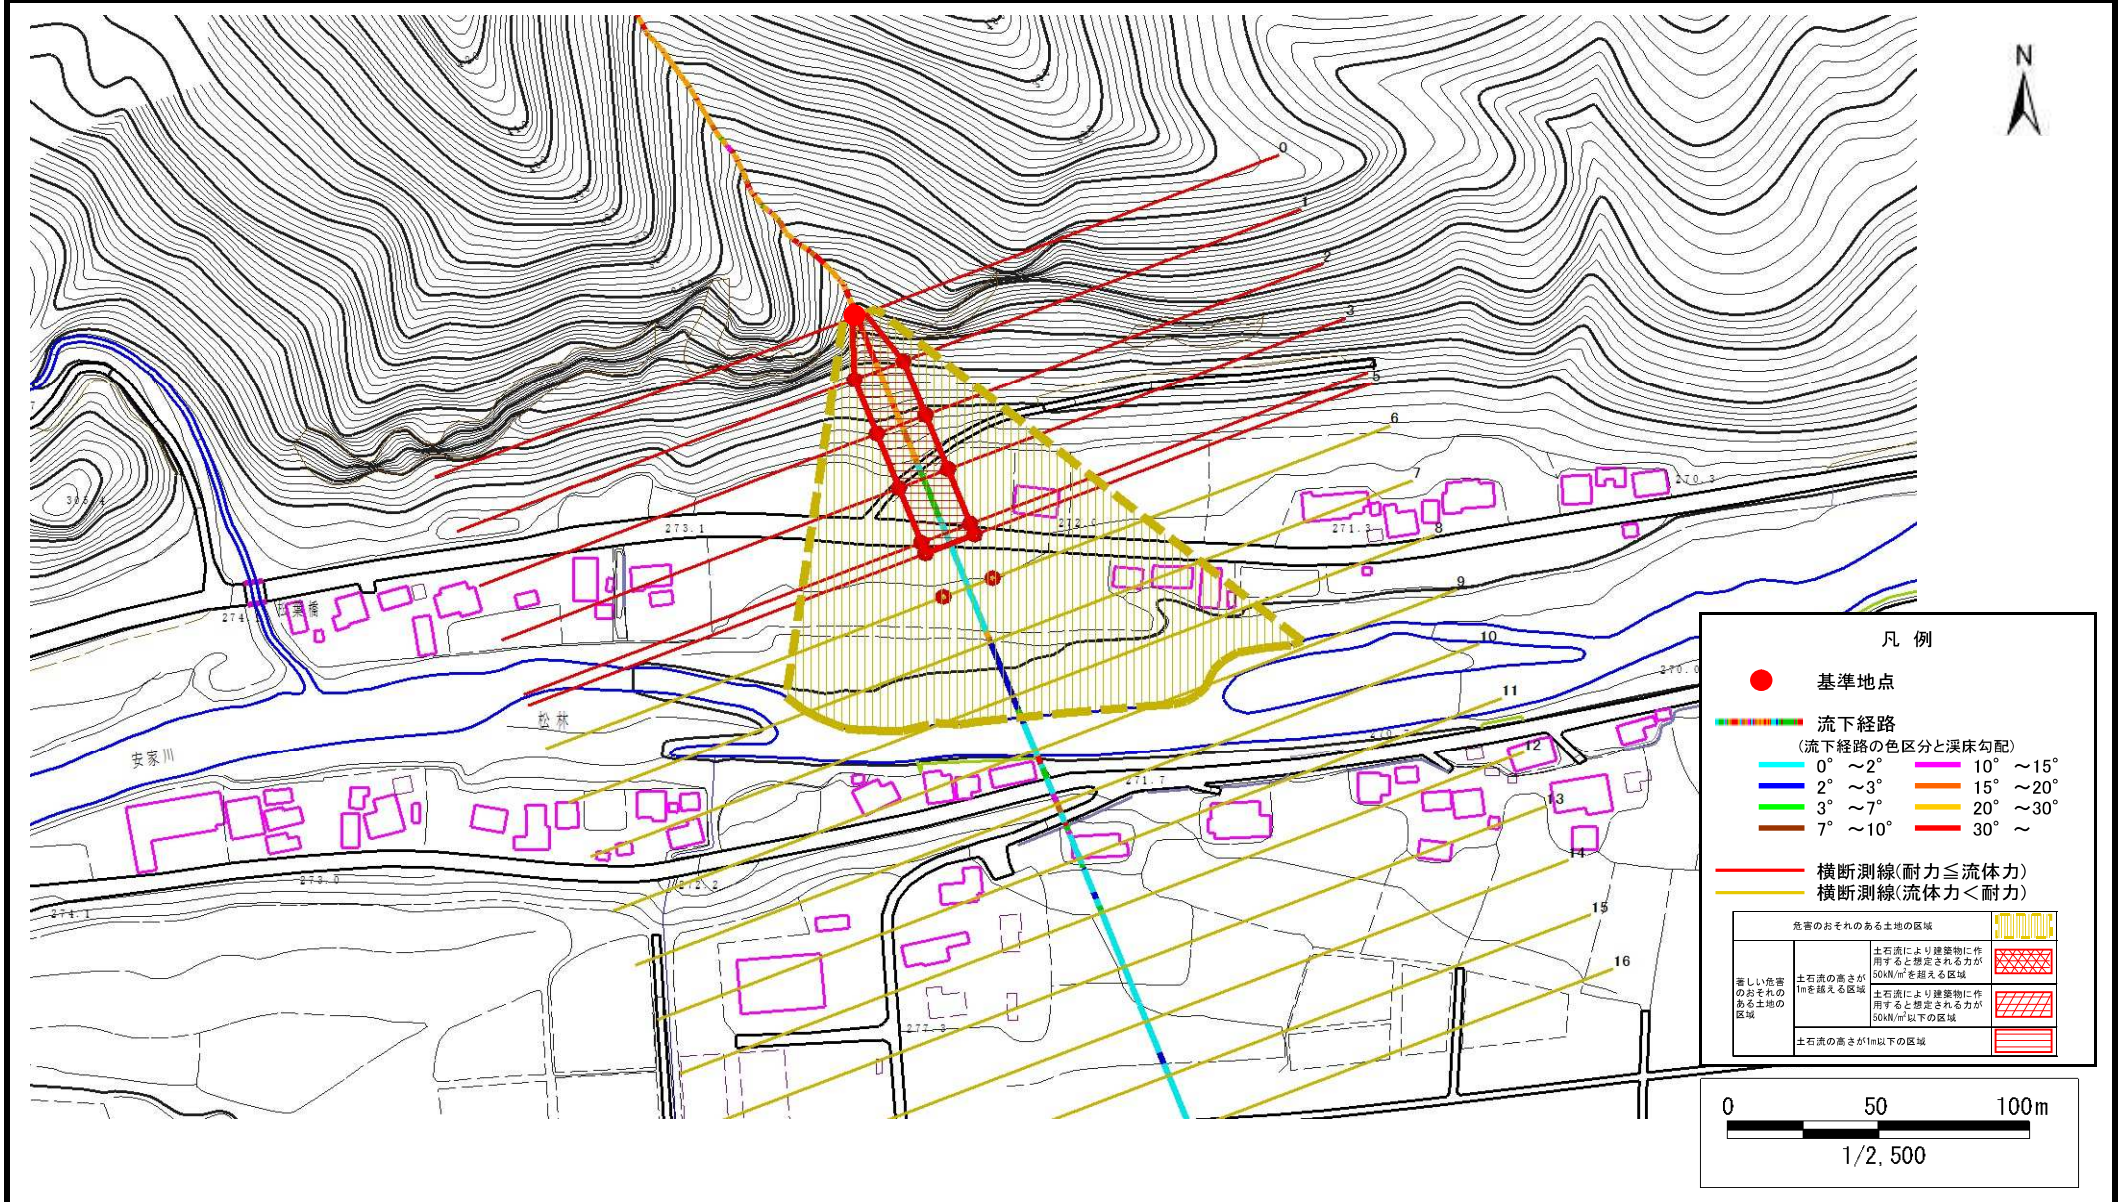 N
0
1
2
3
5
6
7
8
9
10
11
12
13
14
15
16
305.4
273.1
272.0
271.3
270.3
270.0
271.7
273.0
272.2
274.1
277.3
松林
安家川
凡 例
基準地点
流下経路
(流下経路の色区分と渓床勾配)
0° ～2° 10° ～15°
2° ～3° 15° ～20°
3° ～7° 20° ～30°
7° ～10° 30° ～
横断測線(耐力≦流体力)
横断測線(流体力＜耐力)
危害のおそれのある土地の区域
著しい危害
のおそれの
ある土地の
区域
土石流の高さが
1mを越える区域
土石流により建築物に作
用すると想定される力が
50kN/㎡を超える区域
土石流により建築物に作
用すると想定される力が
50kN/㎡以下の区域
土石流の高さが1m以下の区域
0 50 100m
1/2,500